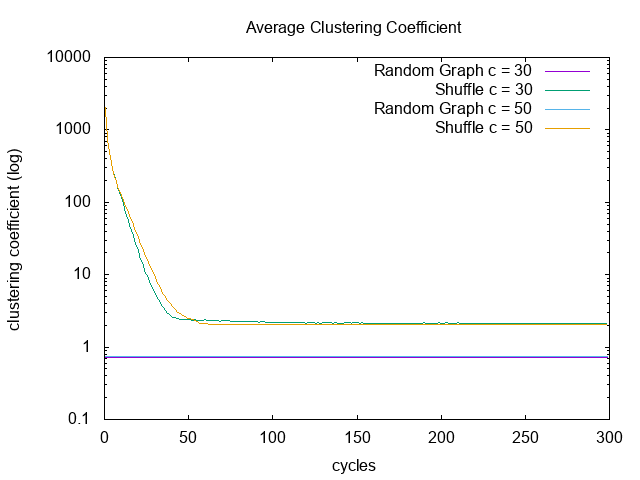 Average Clustering Coefficient
10000
1000
100
10
1
0.1
clustering coefficient (log)
Random Graph c = 30
Shuffle c = 30
Random Graph c = 50
Shuffle c = 50
0 50 100 150 200 250 300
cycles